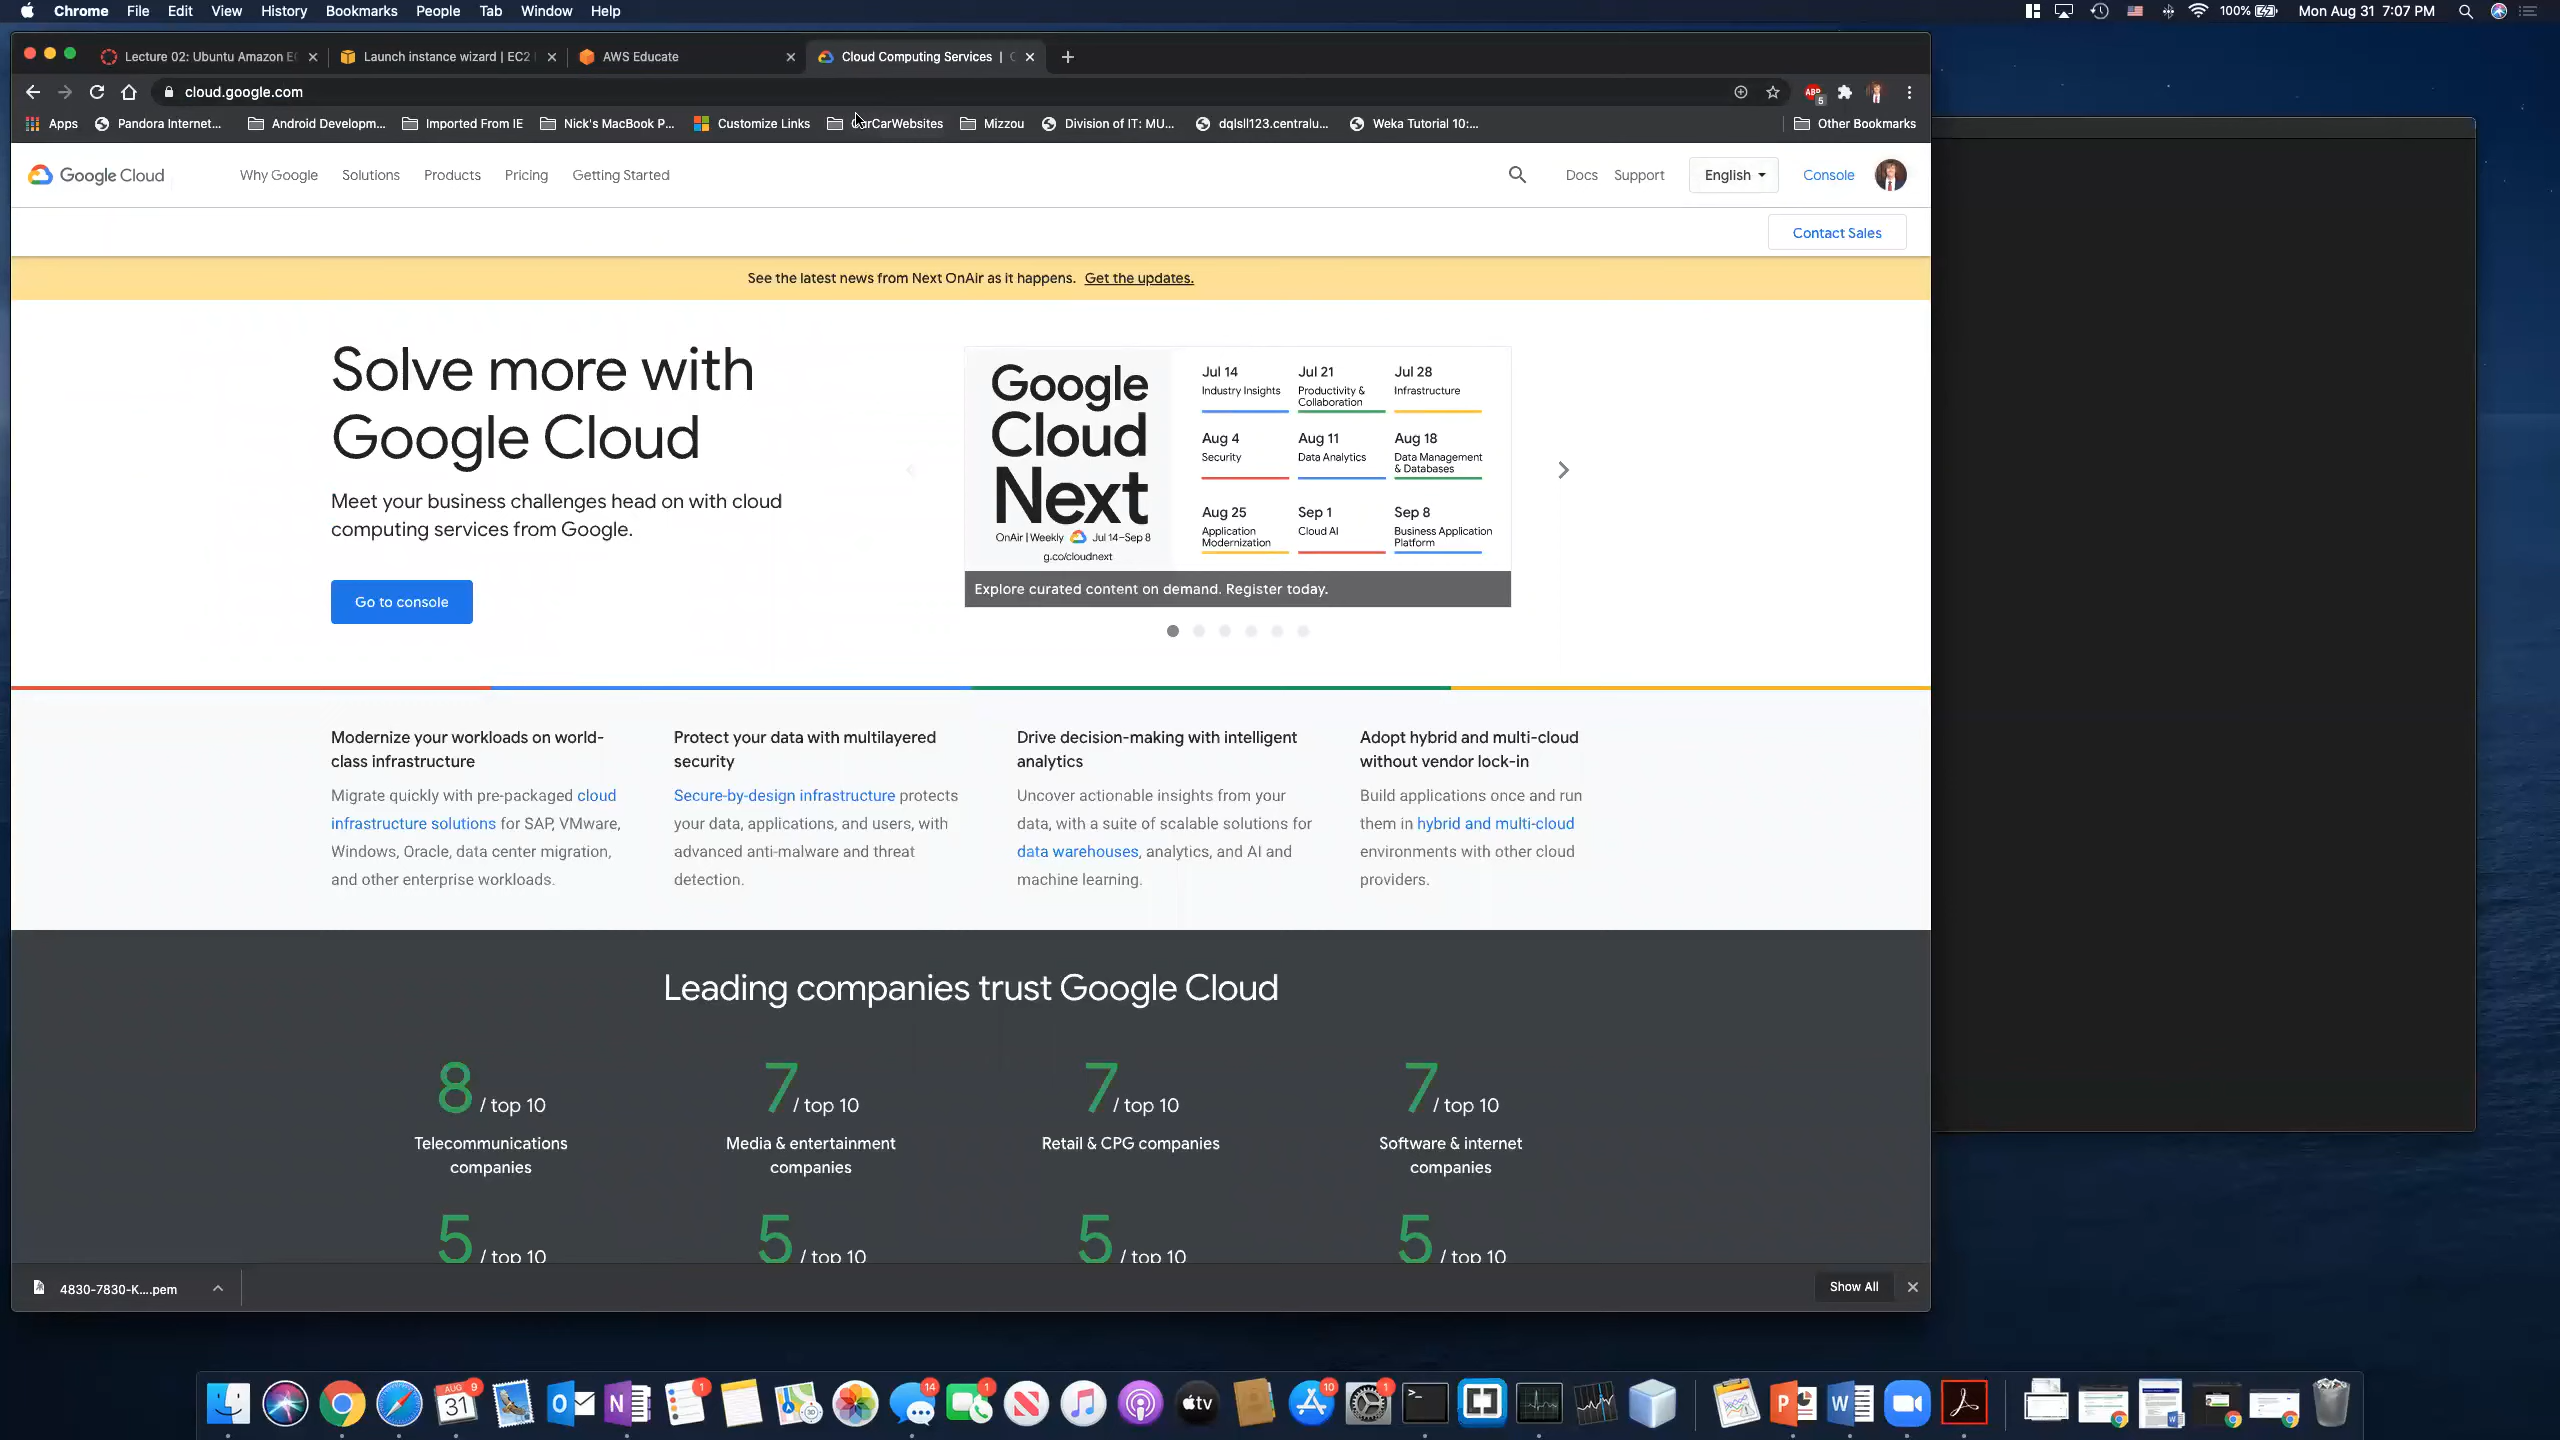 Chrome File Edit View History Bookmarks People Tab Window Help
100% Mon Aug 31 7:07 PM
Lecture 02: Ubuntu Amazon EC
Launch instance wizard | EC2
AWS Educate
Cloud Computing Services |
cloud.google.com
ABP
5
Apps
Pandora Internet...
Android Developm...
Imported From IE
Nick's MacBook P...
Customize Links
CarWebsites
Mizzou
Division of IT: MU...
dqlsll123.centralu...
Weka Tutorial 10:...
Other Bookmarks
Google Cloud
Why Google Solutions Products Pricing Getting Started
Docs Support English Console
Contact Sales
See the latest news from Next OnAir as it happens. Get the updates.
Solve more with
Google Cloud
Meet your business challenges head on with cloud
computing services from Google.
Go to console
Google
Cloud
Next
OnAir | Weekly Jul 14–Sep 8
g.co/cloudnext
Jul 14
Industry Insights
Jul 21
Productivity &
Collaboration
Jul 28
Infrastructure
Aug 4
Security
Aug 11
Data Analytics
Aug 18
Data Management
& Databases
Aug 25
Application
Modernization
Sep 1
Cloud AI
Sep 8
Business Application
Platform
Explore curated content on demand. Register today.
Modernize your workloads on world-
class infrastructure
Migrate quickly with pre-packaged cloud
infrastructure solutions for SAP, VMware,
Windows, Oracle, data center migration,
and other enterprise workloads.
Protect your data with multilayered
security
Secure-by-design infrastructure protects
your data, applications, and users, with
advanced anti-malware and threat
detection.
Drive decision-making with intelligent
analytics
Uncover actionable insights from your
data, with a suite of scalable solutions for
data warehouses, analytics, and AI and
machine learning.
Adopt hybrid and multi-cloud
without vendor lock-in
Build applications once and run
them in hybrid and multi-cloud
environments with other cloud
providers.
Leading companies trust Google Cloud
8 / top 10
Telecommunications
companies
7 / top 10
Media & entertainment
companies
7 / top 10
Retail & CPG companies
7 / top 10
Software & internet
companies
5 / top 10
5 / top 10
5 / top 10
5 / top 10
4830-7830-K....pem
Show All
AUG
31
9
1
14
1
tv
10
1